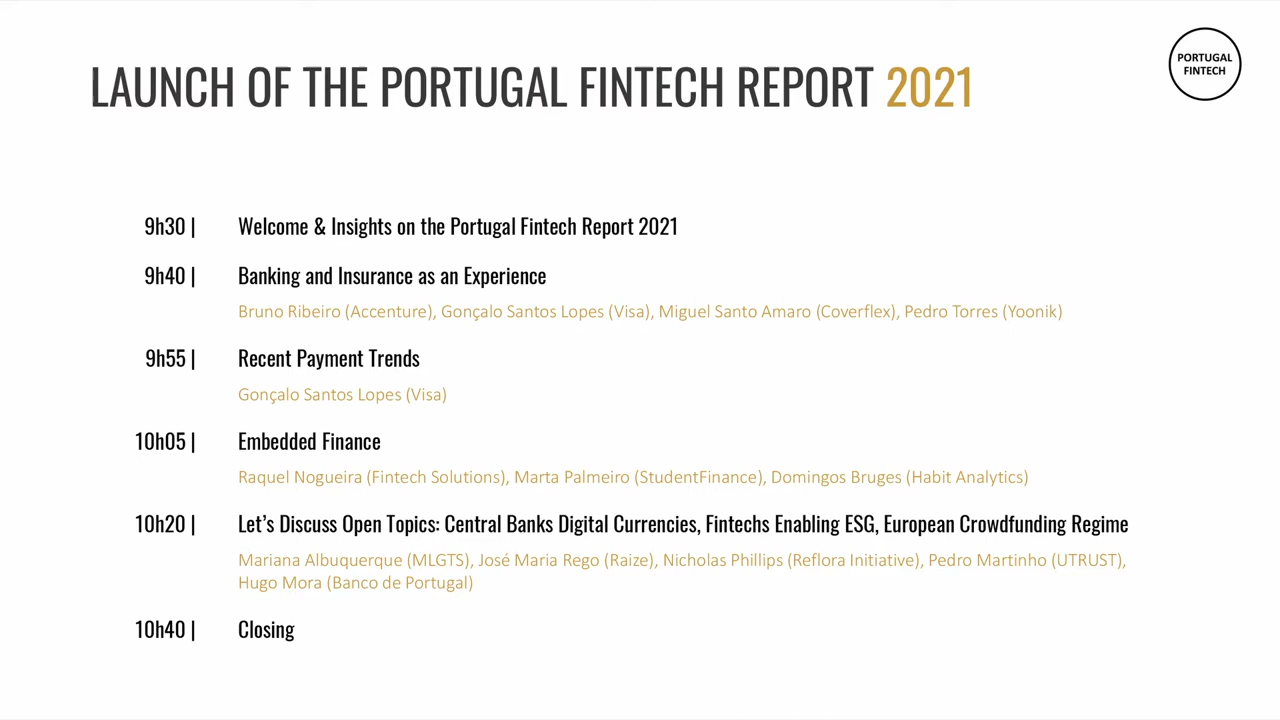 LAUNCH OF THE PORTUGAL FINTECH REPORT 2021
PORTUGAL
FINTECH
9h30 | Welcome & Insights on the Portugal Fintech Report 2021
9h40 | Banking and Insurance as an Experience
Bruno Ribeiro (Accenture), Gonçalo Santos Lopes (Visa), Miguel Santo Amaro (Coverflex), Pedro Torres (Yoonik)
9h55 | Recent Payment Trends
Gonçalo Santos Lopes (Visa)
10h05 | Embedded Finance
Raquel Nogueira (Fintech Solutions), Marta Palmeiro (StudentFinance), Domingos Bruges (Habit Analytics)
10h20 | Let’s Discuss Open Topics: Central Banks Digital Currencies, Fintechs Enabling ESG, European Crowdfunding Regime
Mariana Albuquerque (MLGTS), José Maria Rego (Raize), Nicholas Phillips (Reflora Initiative), Pedro Martinho (UTRUST),
Hugo Mora (Banco de Portugal)
10h40 | Closing